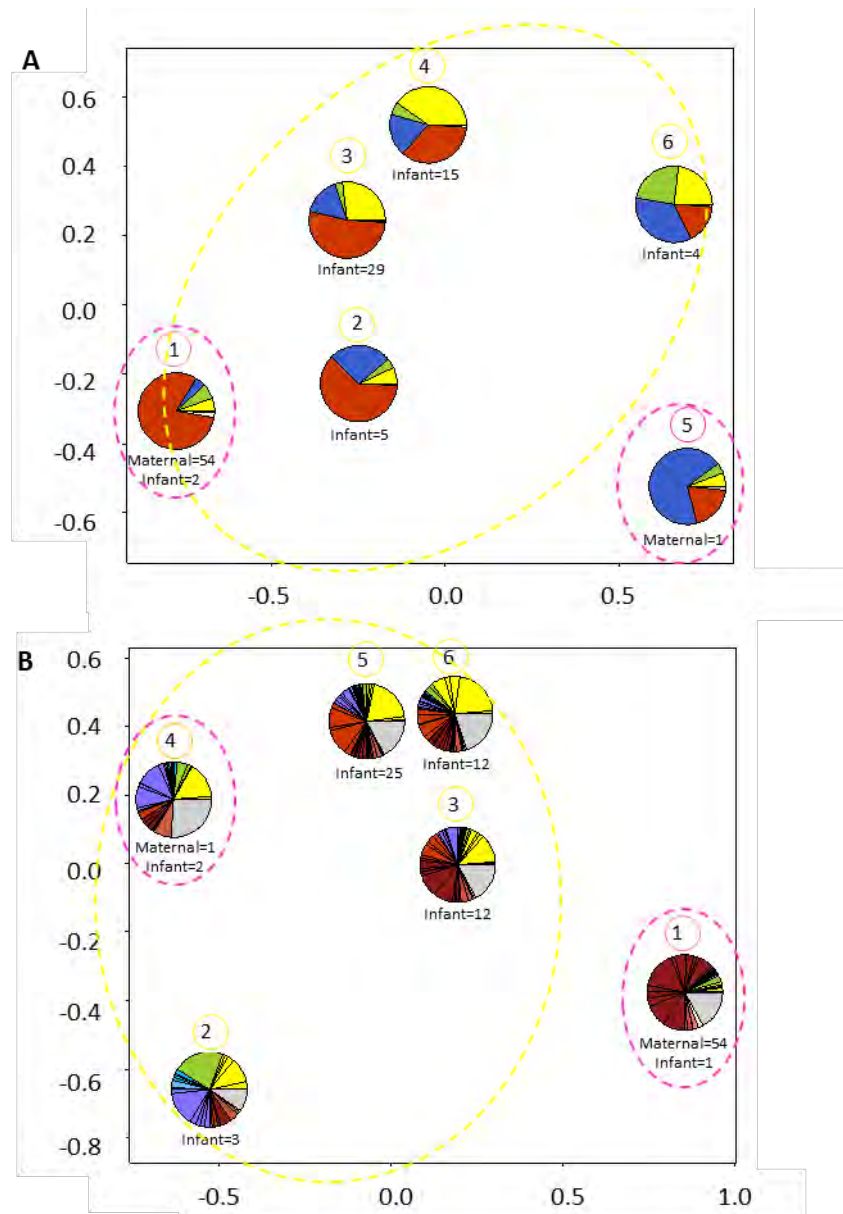 A
4
0.6
6
3
0.4
Infant=15
0.2
Infant=4
Infant=29
0.0
1
2
-0.2
5
-0.4
Maternal=54
Infant=2
Infant=5
-0.6
Maternal=1
-0.5 0.0 0.5
B
0.6
5
6
4
0.4
Infant=25
Infant=12
3
0.2
Maternal=1
Infant=2
0.0
Infant=12
1
-0.2
-0.4
2
Maternal=54
Infant=1
-0.6
Infant=3
-0.8
-0.5 0.0 0.5 1.0